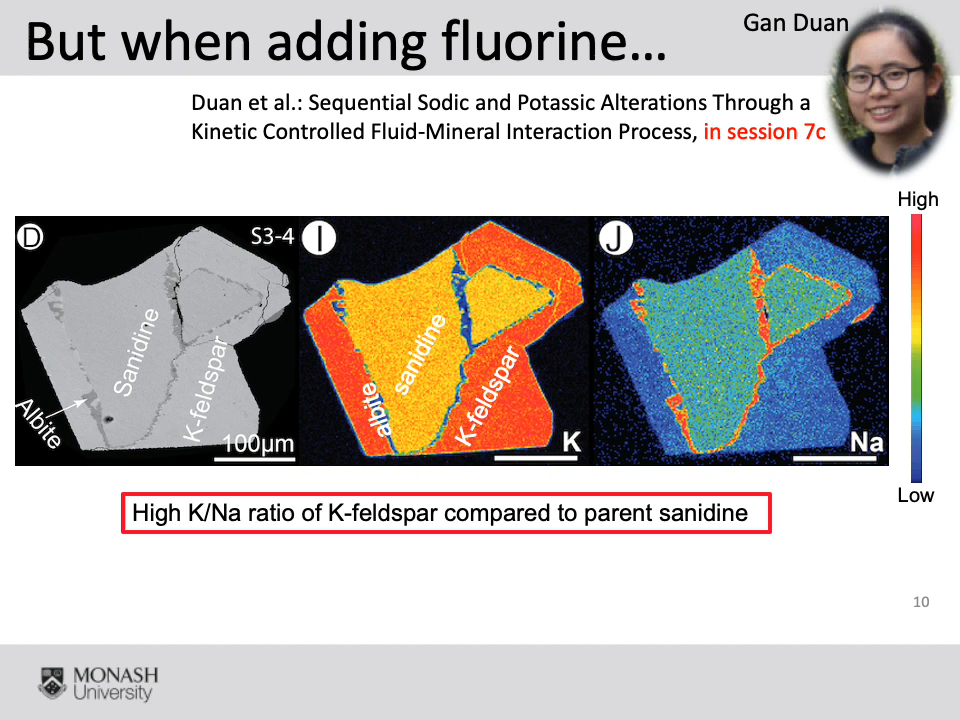 But when adding fluorine…
Gan Duan
Duan et al.: Sequential Sodic and Potassic Alterations Through a
Kinetic Controlled Fluid-Mineral Interaction Process, in session 7c
High
D
S3-4
Sanidine
K-feldspar
Albite
100µm
I
sanidine
albite
K-feldspar
K
J
Na
Low
High K/Na ratio of K-feldspar compared to parent sanidine
10
MONASH
University